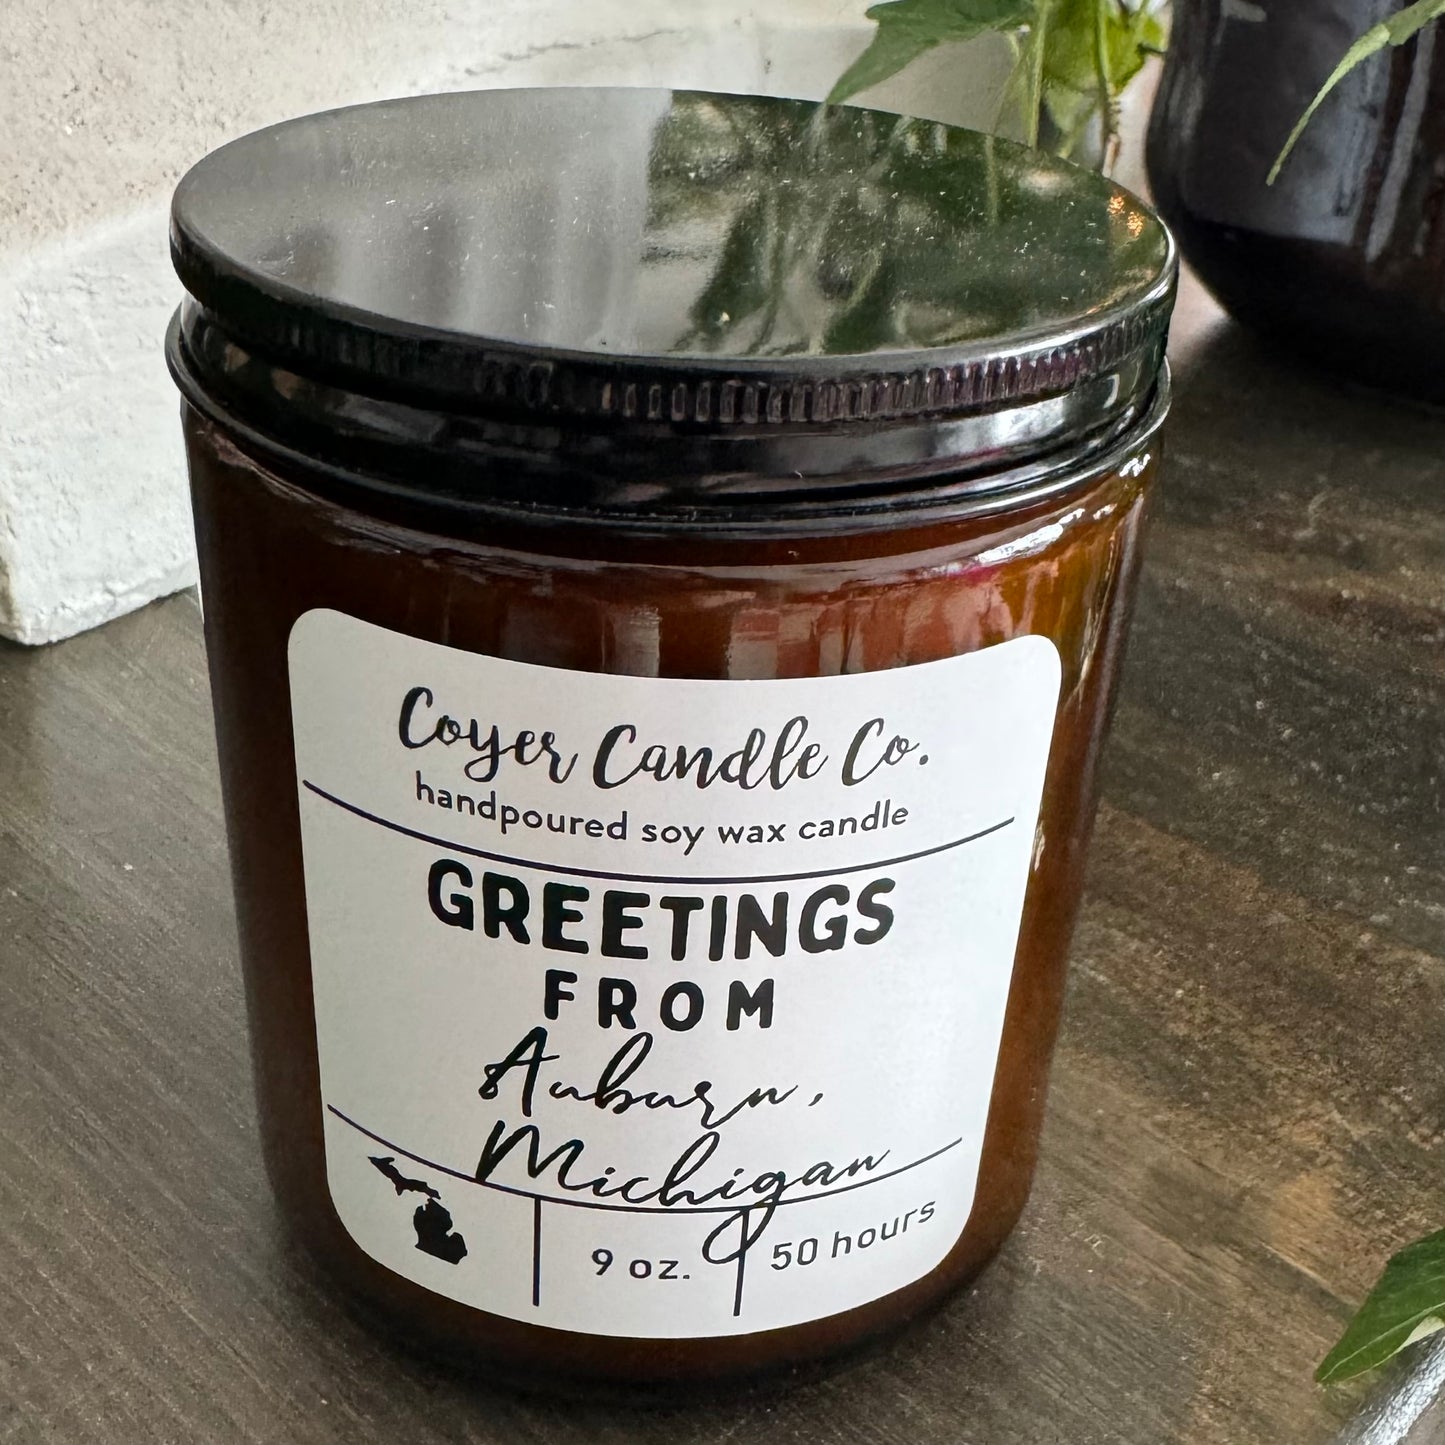 Coyer Candle Co.
handpoured soy wax candle
GREETINGS
FROM
Auburn,
Michigan
9 oz.
50 hours